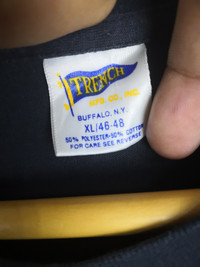 TRENCH
MFG. CO., INC.
BUFFALO, N.Y.
XL/46-48
50% POLYESTER-50% COTTON
FOR CARE SEE REVERSE